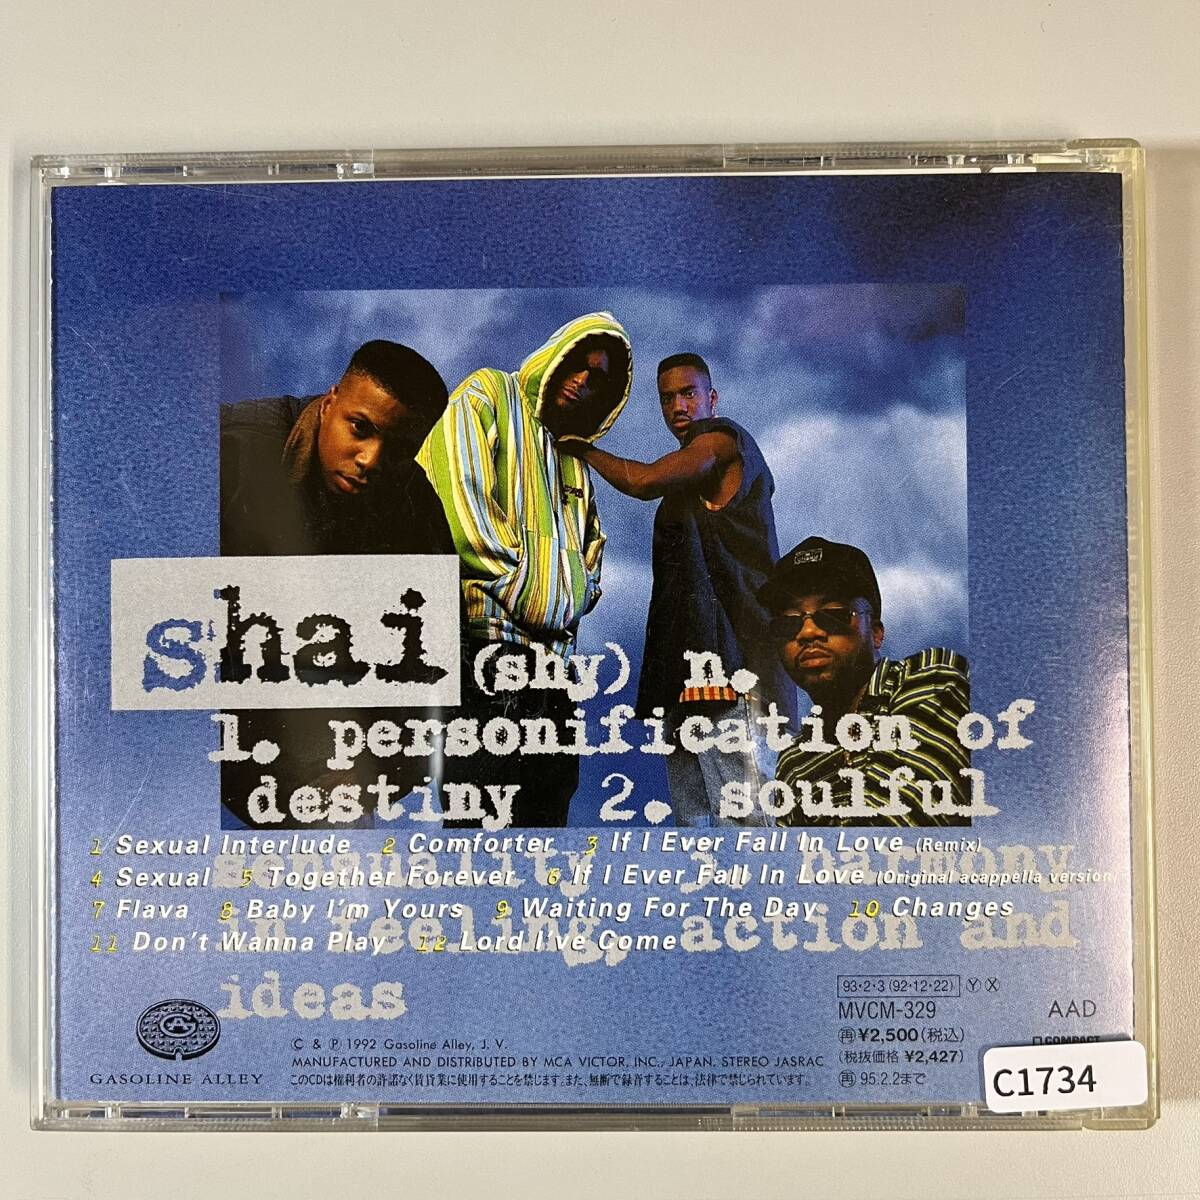 shai (shy) n.
1. personification of
destiny 2. soulful
sensuality 3. harmony
in feeling, action and
ideas
1 Sexual Interlude 2 Comforter 3 If I Ever Fall In Love (Remix)
4 Sexual 5 Together Forever 6 If I Ever Fall In Love (Original acappella version)
7 Flava 8 Baby I'm Yours 9 Waiting For The Day 10 Changes
11 Don't Wanna Play 12 Lord I've Come
GASOLINE ALLEY
C & P 1992 Gasoline Alley, J. V.
MANUFACTURED AND DISTRIBUTED BY MCA VICTOR, INC., JAPAN. STEREO JASRAC
このCDは権利者の許諾なく賃貸業に使用することを禁じます。また、無断で録音することは、法律で禁じられています。
93・2・3 (92・12・22) Y X
MVCM-329
再 ¥2,500 (税込)
(税抜価格 ¥2,427)
再 95.2.2まで
AAD
COMPACT
C1734